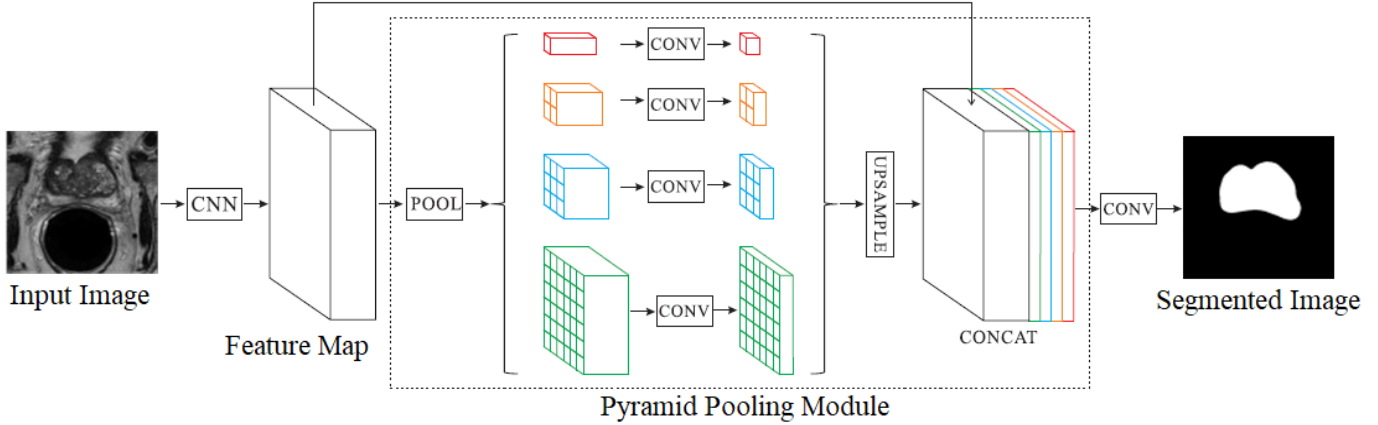 CONV
CONV
CONV
CONV
CNN
POOL
UPSAMPLE
CONV
Input Image
Feature Map
CONCAT
Segmented Image
Pyramid Pooling Module